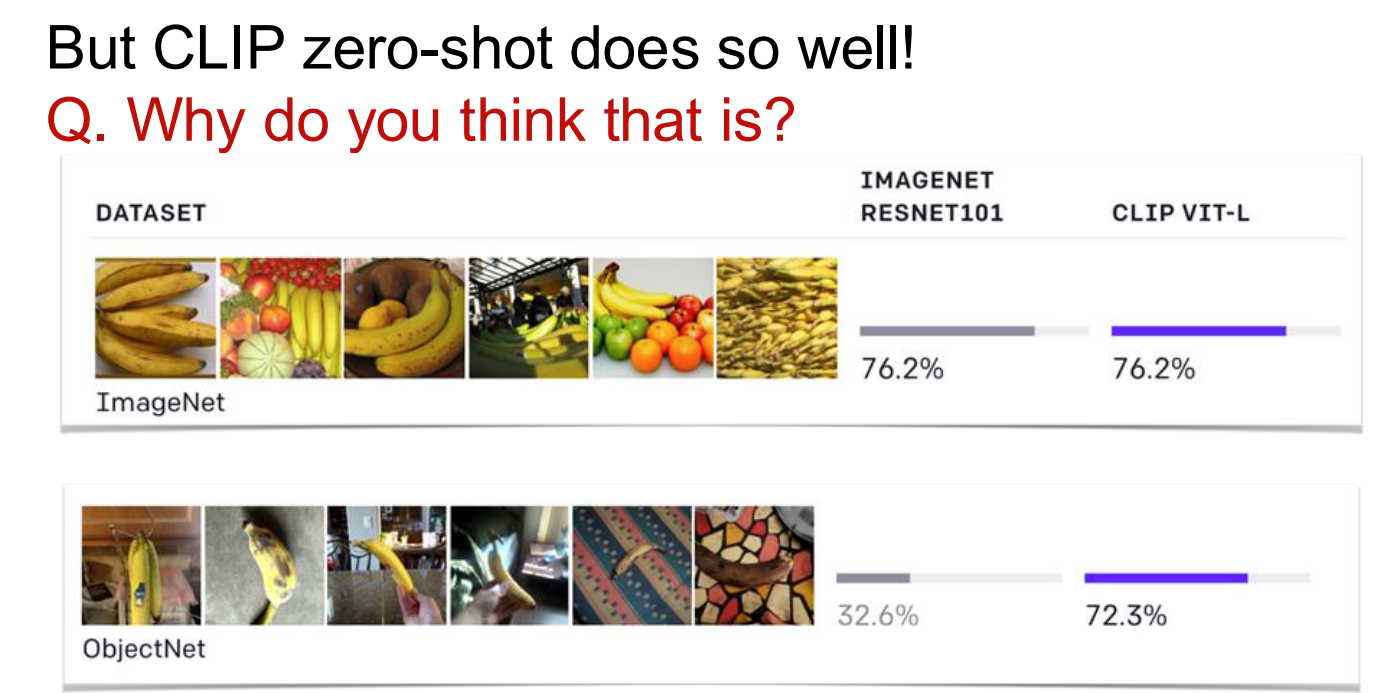 But CLIP zero-shot does so well!
Q. Why do you think that is?
DATASET
IMAGENET
RESNET101
CLIP VIT-L
76.2%
76.2%
ImageNet
32.6%
72.3%
ObjectNet